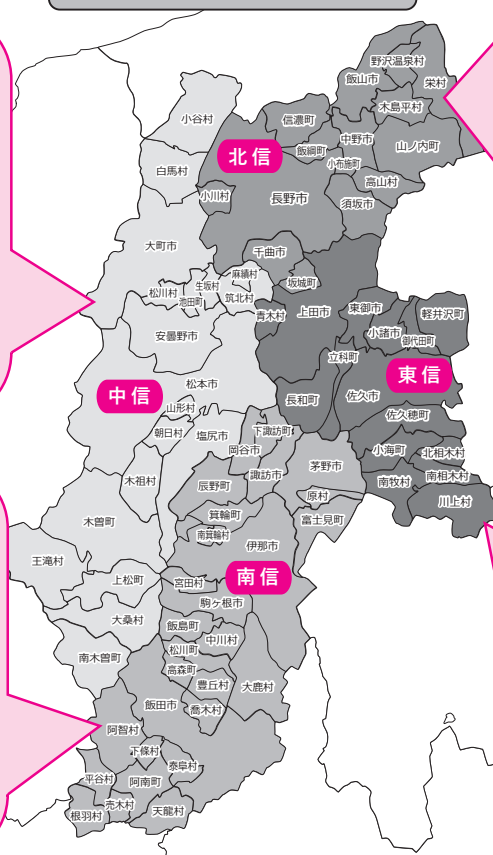 野沢温泉村
飯山市
栄村
木島平村
小谷村
信濃町
中野市
山ノ内町
北信
飯綱町
小布施町
白馬村
高山村
小川村
長野市
須坂市
大町市
千曲市
麻績村
坂城町
生坂村
松川村
池田町
筑北村
青木村
上田市
東御市
軽井沢町
小諸市
御代田町
安曇野市
立科町
東信
松本市
中信
佐久市
長和町
山形村
佐久穂町
朝日村
塩尻市
下諏訪町
岡谷市
小海町
北相木村
諏訪市
茅野市
木祖村
辰野町
南牧村
南相木村
原村
川上村
箕輪町
富士見町
木曽町
南箕輪村
伊那市
王滝村
上松町
宮田村
南信
駒ヶ根市
大桑村
飯島町
中川村
松川町
南木曽町
高森町
豊丘村
大鹿村
飯田市
喬木村
阿智村
下條村
泰阜村
平谷村
阿南町
売木村
天龍村
根羽村